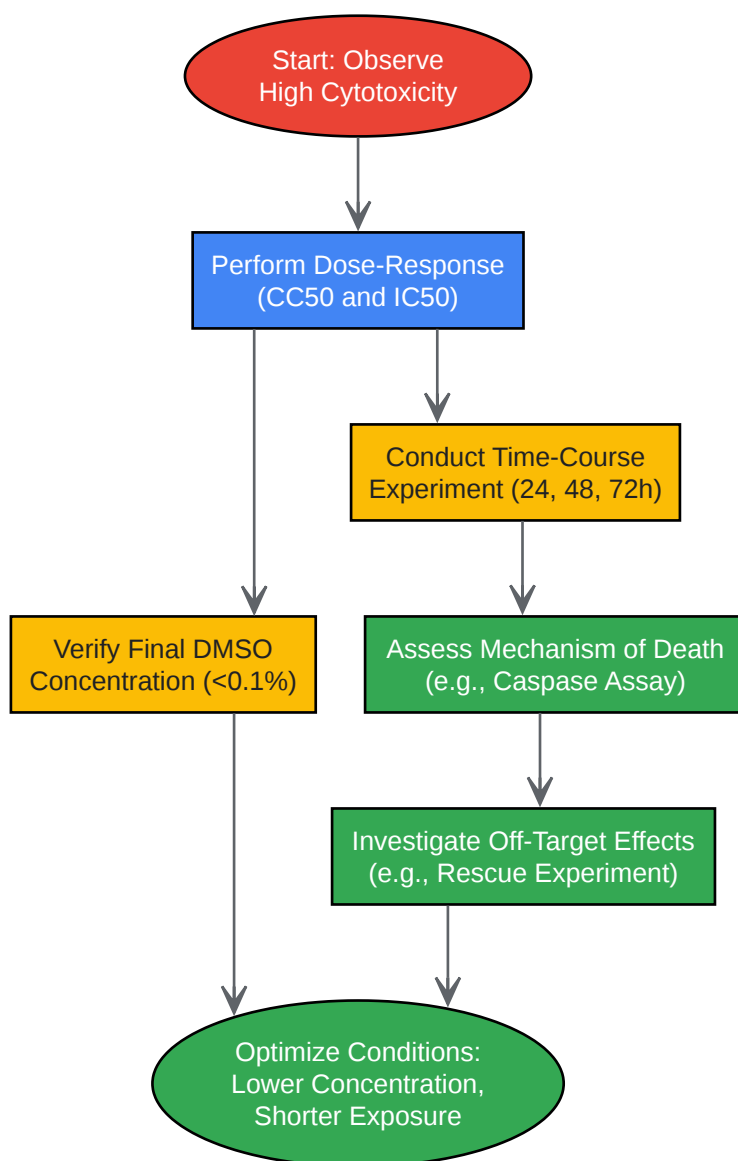 Start: Observe
High Cytotoxicity
Perform Dose-Response
(CC50 and IC50)
Conduct Time-Course
Experiment (24, 48, 72h)
Verify Final DMSO
Concentration (<0.1%)
Assess Mechanism of Death
(e.g., Caspase Assay)
Investigate Off-Target Effects
(e.g., Rescue Experiment)
Optimize Conditions:
Lower Concentration,
Shorter Exposure